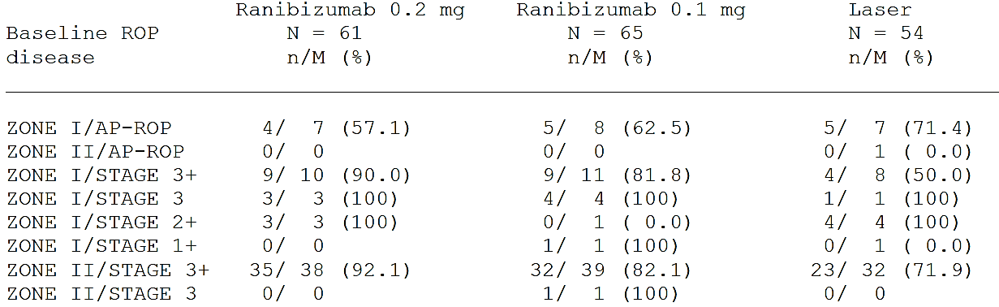 Ranibizumab 0.2 mg Ranibizumab 0.1 mg Laser
Baseline ROP N = 61 N = 65 N = 54
disease n/M (%) n/M (%) n/M (%)
ZONE I/AP-ROP 4/ 7 (57.1) 5/ 8 (62.5) 5/ 7 (71.4)
ZONE II/AP-ROP 0/ 0 0/ 0 0/ 1 ( 0.0)
ZONE I/STAGE 3+ 9/ 10 (90.0) 9/ 11 (81.8) 4/ 8 (50.0)
ZONE I/STAGE 3 3/ 3 (100) 4/ 4 (100) 1/ 1 (100)
ZONE I/STAGE 2+ 3/ 3 (100) 0/ 1 ( 0.0) 4/ 4 (100)
ZONE I/STAGE 1+ 0/ 0 1/ 1 (100) 0/ 1 ( 0.0)
ZONE II/STAGE 3+ 35/ 38 (92.1) 32/ 39 (82.1) 23/ 32 (71.9)
ZONE II/STAGE 3 0/ 0 1/ 1 (100) 0/ 0